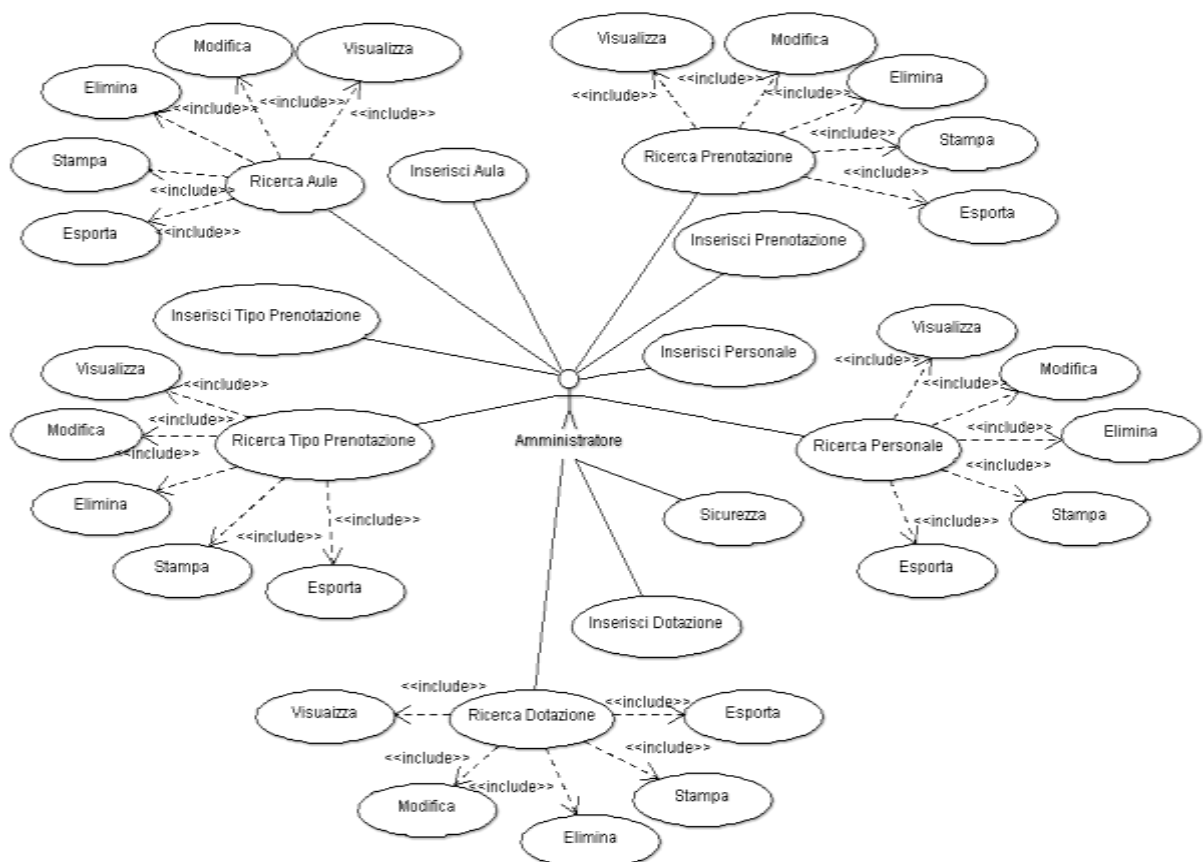 Modifica
Visualizza
Elimina
<<include>>
<<include>>
<<include>>
Stampa
Ricerca Aule
<<include>>
Esporta
<<include>>
Inserisci Aula
Visualizza
Modifica
<<include>>
Elimina
<<include>>
<<include>>
Ricerca Prenotazione
<<include>>
Stampa
<<include>>
Esporta
Inserisci Prenotazione
Inserisci Tipo Prenotazione
Inserisci Personale
Visualizza
<<include>>
Modifica
<<include>>
Ricerca Tipo Prenotazione
<<include>>
Elimina
<<include>>
Stampa
<<include>>
Esporta
Amministratore
Visualizza
<<include>>
Modifica
<<include>>
Ricerca Personale
<<include>>
Elimina
<<include>>
Stampa
<<include>>
Esporta
Sicurezza
Inserisci Dotazione
<<include>>
Visuaizza
Ricerca Dotazione
<<include>>
Esporta
<<include>>
<<include>>
Stampa
<<include>>
Modifica
Elimina